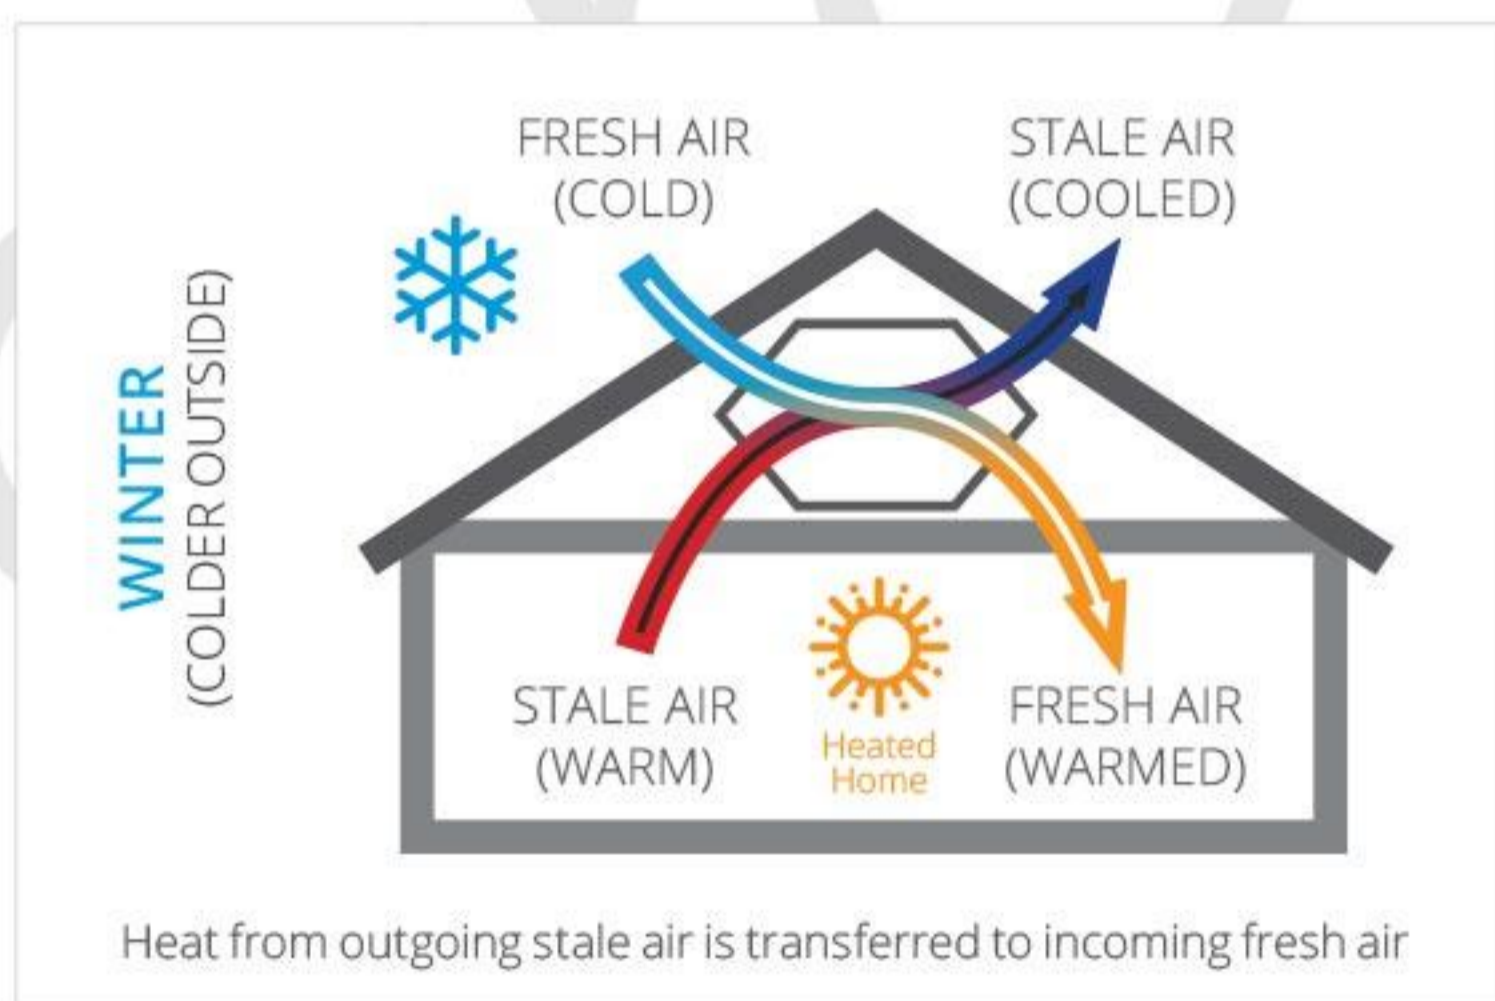 FRESH AIR
(COLD)
STALE AIR
(COOLED)
WINTER
(COLDER OUTSIDE)
STALE AIR
(WARM)
Heated
Home
FRESH AIR
(WARMED)
Heat from outgoing stale air is transferred to incoming fresh air